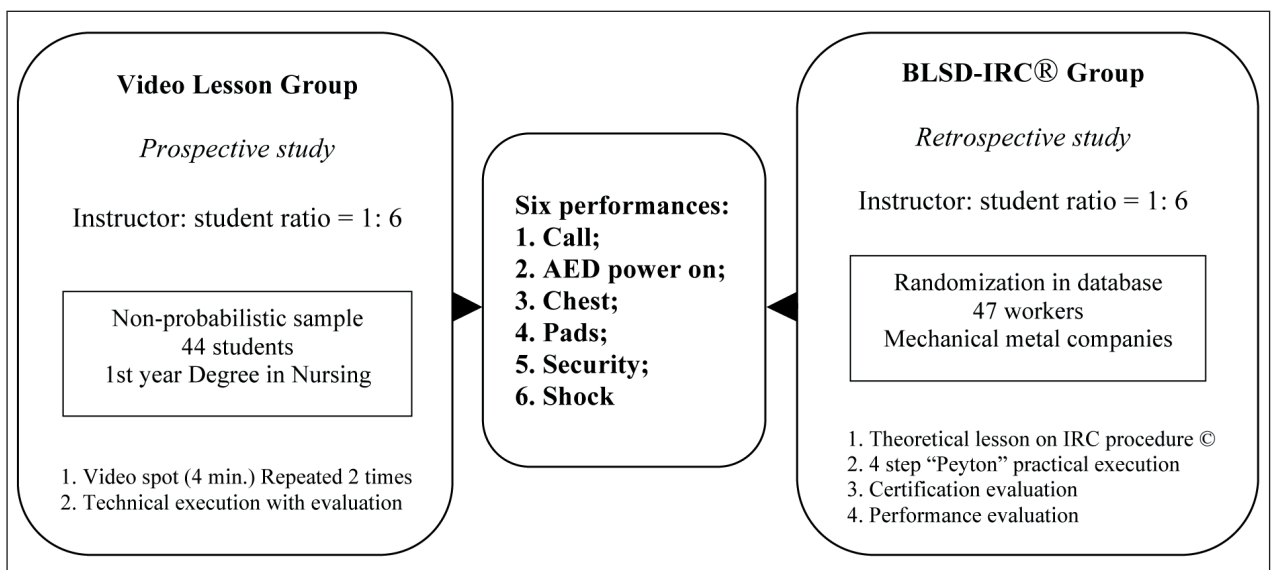 Video Lesson Group
Prospective study
Instructor: student ratio = 1: 6
Non-probabilistic sample
44 students
1st year Degree in Nursing
1. Video spot (4 min.) Repeated 2 times
2. Technical execution with evaluation
Six performances:
1. Call;
2. AED power on;
3. Chest;
4. Pads;
5. Security;
6. Shock
BLSD-IRC® Group
Retrospective study
Instructor: student ratio = 1: 6
Randomization in database
47 workers
Mechanical metal companies
1. Theoretical lesson on IRC procedure ©
2. 4 step “Peyton” practical execution
3. Certification evaluation
4. Performance evaluation